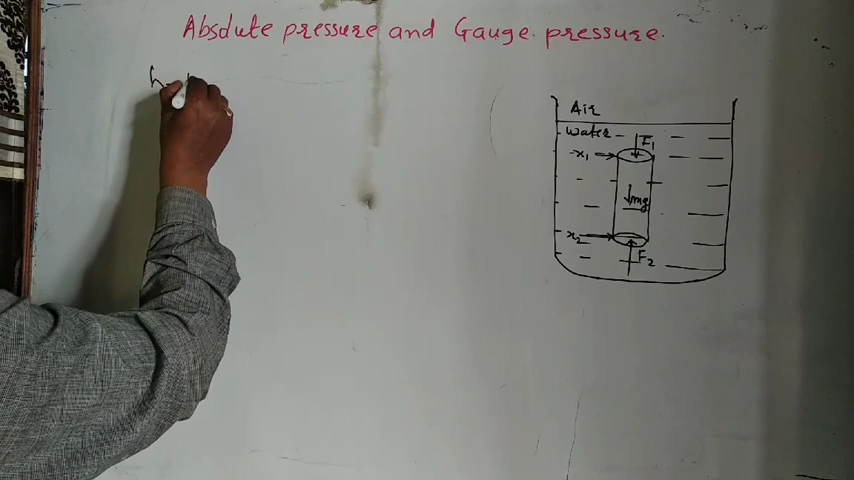 Absolute pressure and Gauge. pressure.
Air
water
F1
-x1
mg
x2
F2